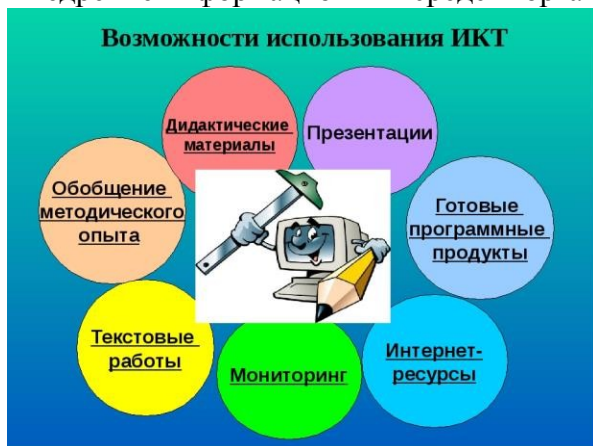 Возможности использования ИКТ
Дидактические
материалы
Презентации
Обобщение
методического
опыта
Готовые
программные
продукты
Текстовые
работы
Мониторинг
Интернет-
ресурсы